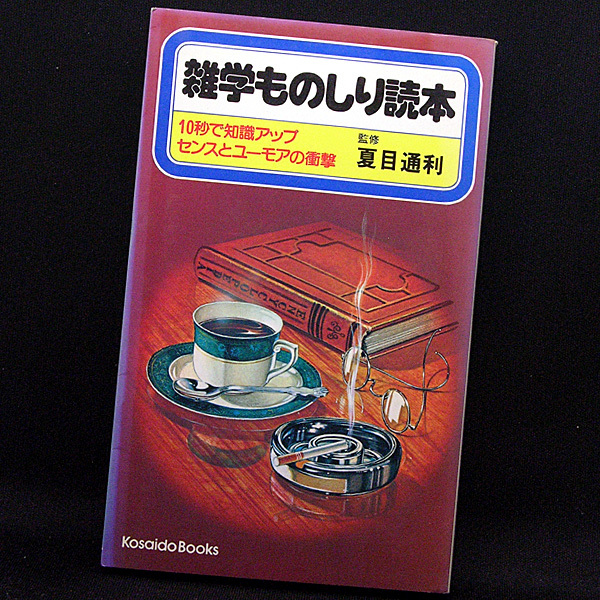 雑学ものしり読本
10秒で知識アップ
センスとユーモアの衝撃
監修
夏目通利
ENCYCLOPEDIA
Kosaido Books